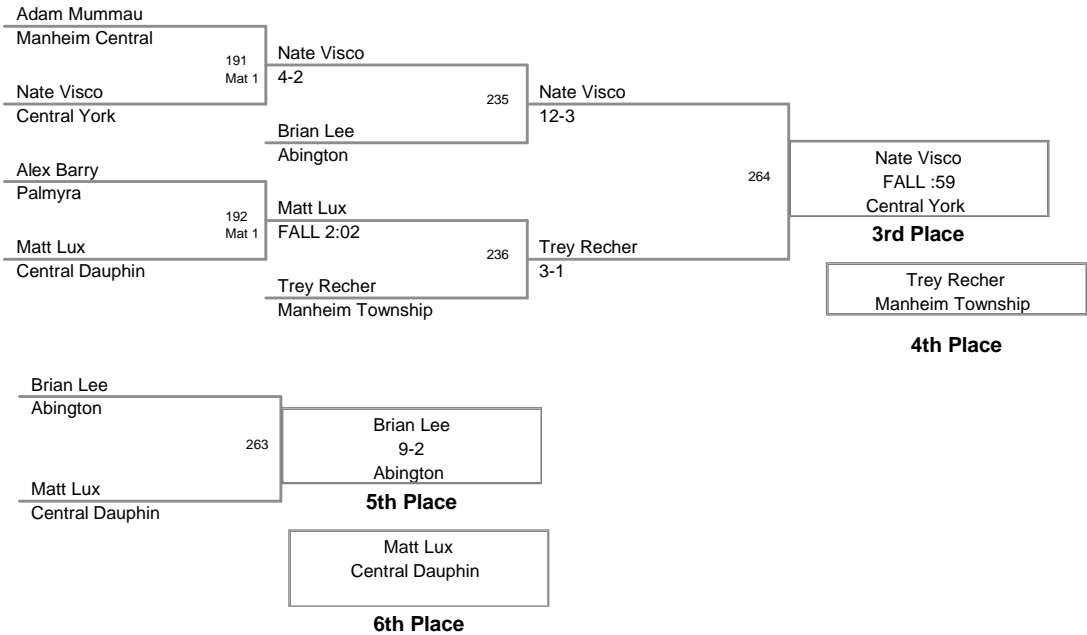 Adam Mummau
Manheim Central
191
Mat 1
Nate Visco
4-2
Nate Visco
Central York
235
Nate Visco
12-3
Brian Lee
Abington
Alex Barry
Palmyra
264
Nate Visco
FALL :59
Central York
3rd Place
192
Mat 1
Matt Lux
FALL 2:02
Matt Lux
Central Dauphin
236
Trey Recher
3-1
Trey Recher
Manheim Township
Trey Recher
Manheim Township
4th Place
Brian Lee
Abington
263
Brian Lee
9-2
Abington
5th Place
Matt Lux
Central Dauphin
Matt Lux
Central Dauphin
6th Place